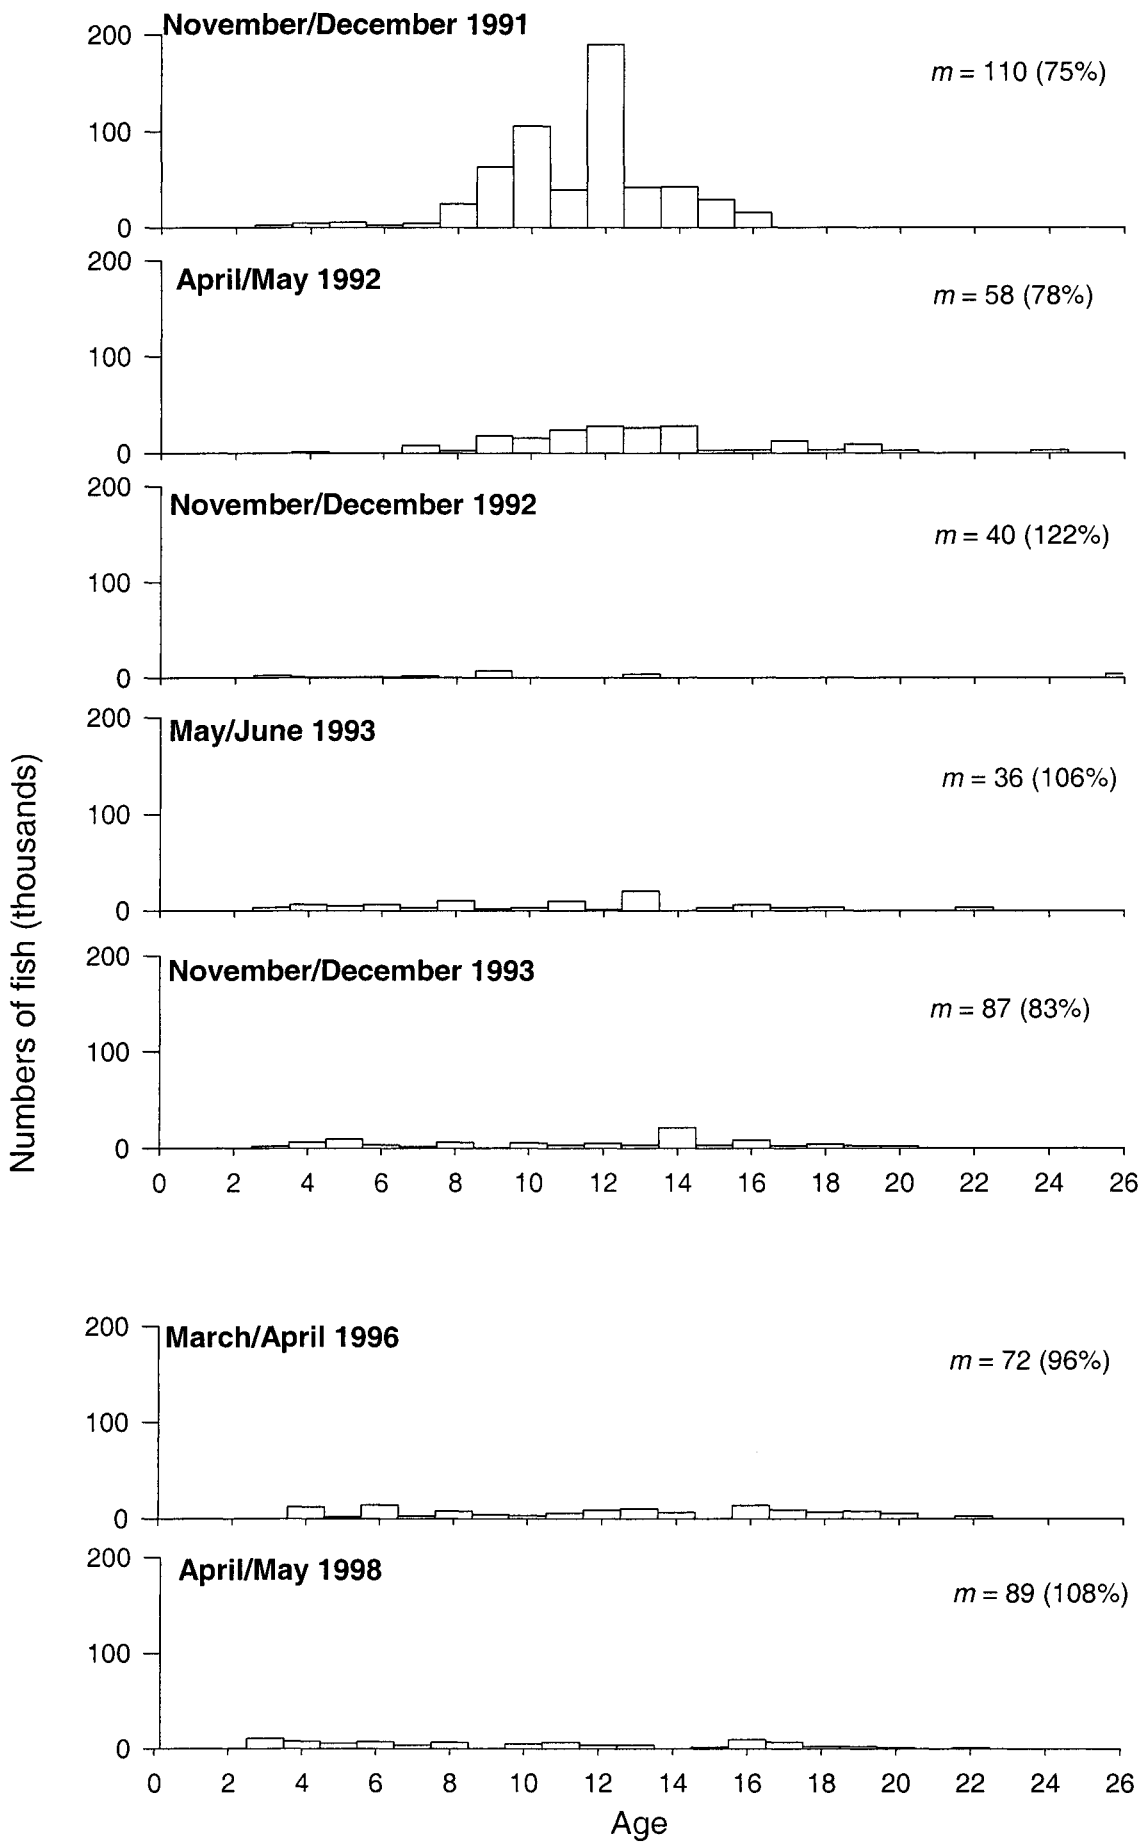 November/December 1991
m = 110 (75%)
200
100
0
April/May 1992
m = 58 (78%)
200
100
0
November/December 1992
m = 40 (122%)
200
100
0
May/June 1993
m = 36 (106%)
200
100
0
November/December 1993
m = 87 (83%)
200
100
0
0 2 4 6 8 10 12 14 16 18 20 22 24 26
Numbers of fish (thousands)
March/April 1996
m = 72 (96%)
200
100
0
April/May 1998
m = 89 (108%)
200
100
0
0 2 4 6 8 10 12 14 16 18 20 22 24 26
Age